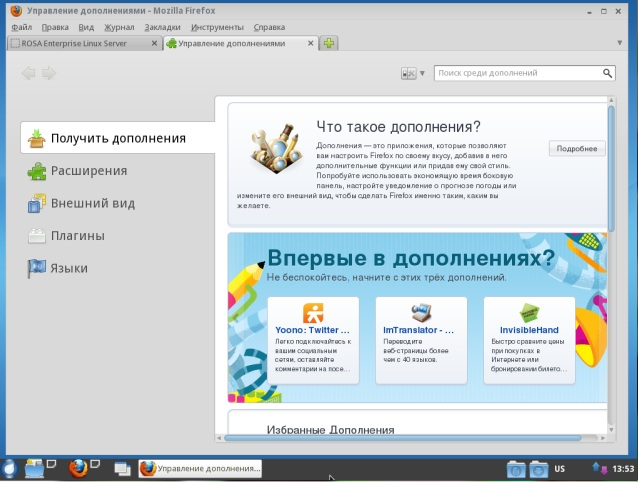 Управление дополнениями - Mozilla Firefox
Файл Правка Вид Журнал Закладки Инструменты Справка
ROSA Enterprise Linux Server
Управление дополнениями
Поиск среди дополнений
Получить дополнения
Расширения
Внешний вид
Плагины
Языки
Что такое дополнения?
Дополнения — это приложения, которые позволяют
вам настроить Firefox по своему вкусу, добавив в него
дополнительные функции или придав ему свой стиль.
Попробуйте использовать экономящую время боковую
панель, настройте уведомление о прогнозе погоды или
измените его внешний вид, чтобы сделать Firefox именно таким, каким вы
желаете.
Подробнее
Впервые в дополнениях?
Не беспокойтесь, начните с этих трёх дополнений.
Yoono: Twitter ...
Легко подключайтесь к
вашим социальным
сетям, оставляйте
комментарии на посе...
ImTranslator - ...
Переводите
веб-страницы более
чем с 40 языков.
InvisibleHand
Быстро сравните цены
при покупках в
Интернете или
бронировании билето...
Избранные Дополнения
Управление дополнения...
US
13:53